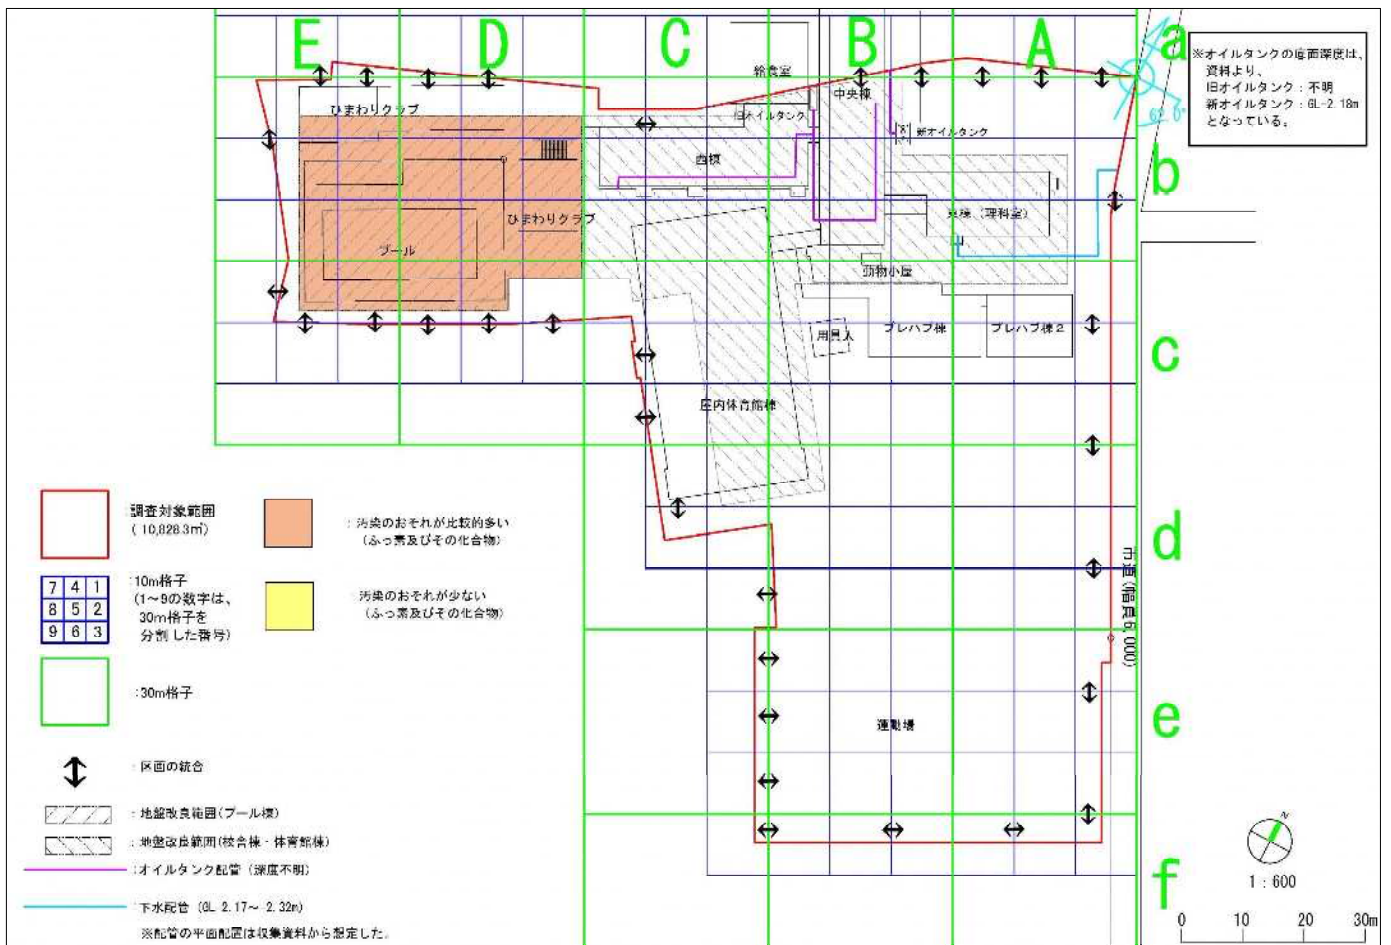 E
D
C
B
A
a
b
c
d
e
f
※オイルタンクの底面深度は、
資料より、
旧オイルタンク：不明
新オイルタンク：GL-2.18m
となっている。
給食室
中央棟
ひまわりクラブ
旧オイルタンク
新オイルタンク
西棟
ひまわりクラブ
東棟（理科室）
プール
動物小屋
用具入
プレハブ棟
プレハブ棟2
屋内体育館棟
市道（幅員6,000）
運動場
調査対象範囲
（10,828.3㎡）
：汚染のおそれが比較的多い
（ふっ素及びその化合物）
7 4 1
8 5 2
9 6 3
:10m格子
（1～9の数字は、
30m格子を
分割した番号）
：汚染のおそれが少ない
（ふっ素及びその化合物）
:30m格子
：区画の統合
：地盤改良範囲(プール棟)
：地盤改良範囲(校舎棟・体育館棟)
：オイルタンク配管（深度不明）
：下水配管（GL 2.17～ 2.32m）
※配管の平面配置は収集資料から想定した。
N
1：600
0 10 20 30m